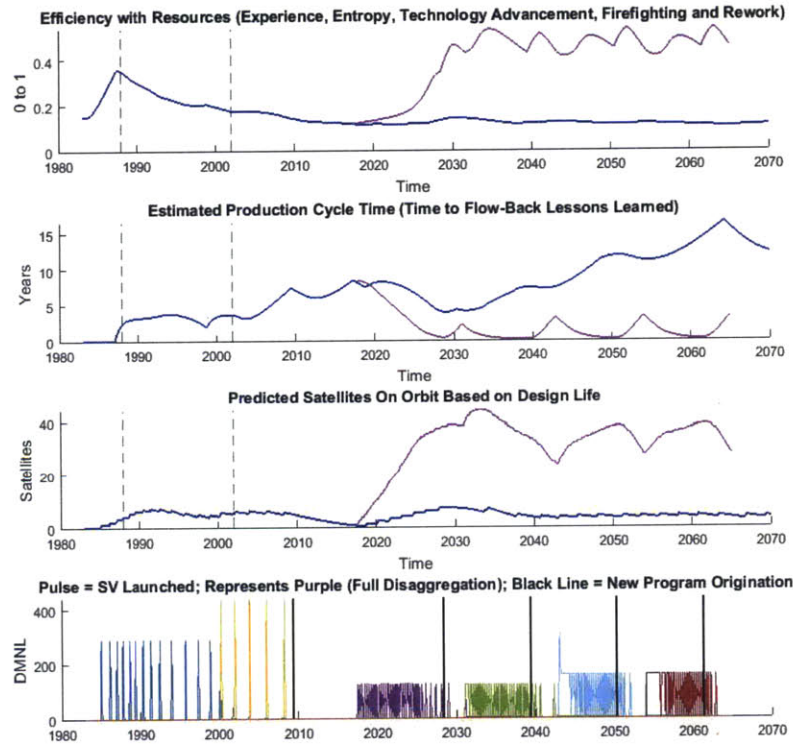 Efficiency with Resources (Experience, Entropy, Technology Advancement, Firefighting and Rework)
0 to 1
0.4
0.2
0
1980 1990 2000 2010 2020 2030 2040 2050 2060 2070
Time
Estimated Production Cycle Time (Time to Flow-Back Lessons Learned)
Years
15
10
5
0
1980 1990 2000 2010 2020 2030 2040 2050 2060 2070
Time
Predicted Satellites On Orbit Based on Design Life
Satellites
40
20
0
1980 1990 2000 2010 2020 2030 2040 2050 2060 2070
Time
Pulse = SV Launched; Represents Purple (Full Disaggregation); Black Line = New Program Origination
DMNL
400
200
0
1980 1990 2000 2010 2020 2030 2040 2050 2060 2070